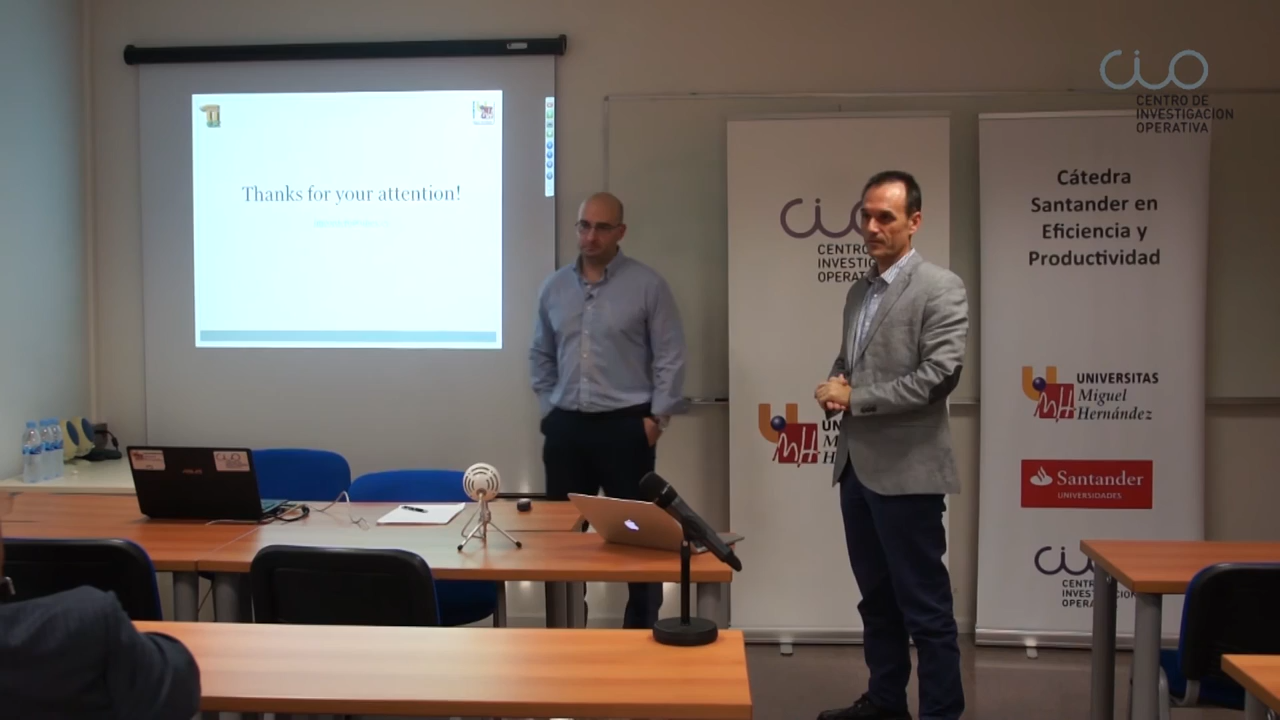 Thanks for your attention!
CIO
CENTRO DE
INVESTIGACION
OPERATIVA
Cátedra
Santander en
Eficiencia y
Productividad
UNIVERSITAS
Miguel
Hernández
Santander
UNIVERSIDADES
ASUS